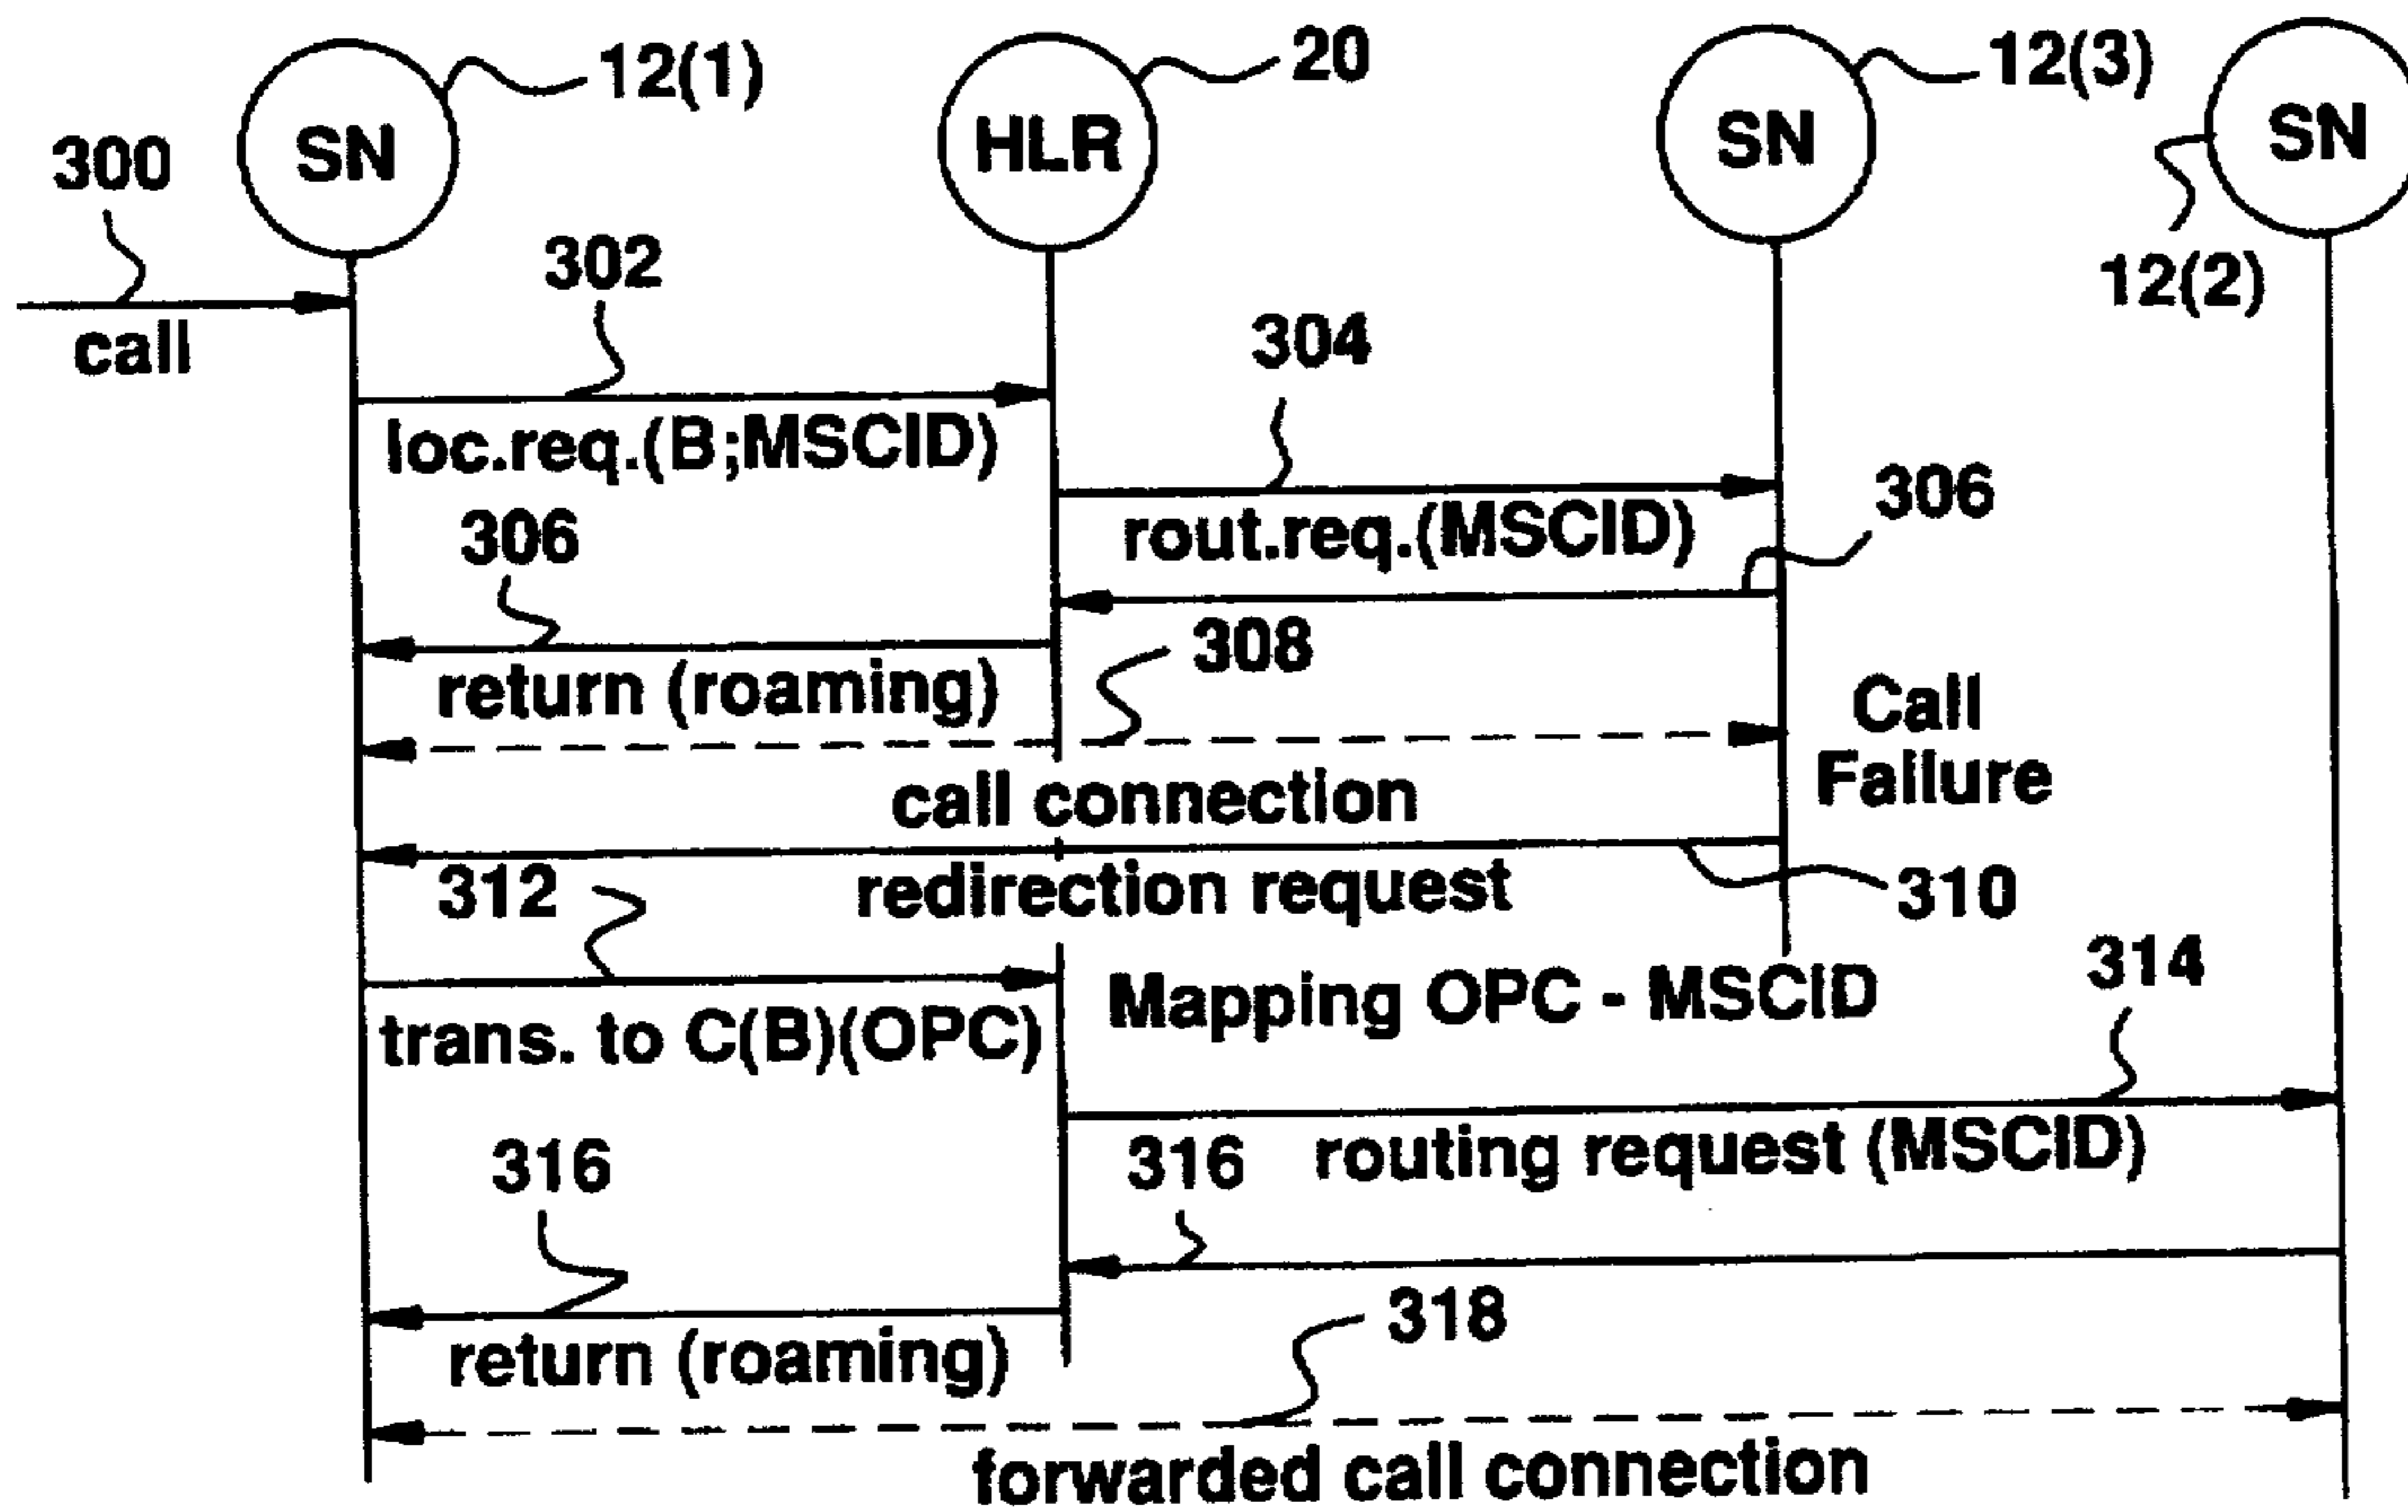 12(1)
20
12(3)
SN
HLR
SN
SN
300
302
12(2)
call
304
loc.req.(B;MSCID)
306
rout.req.(MSCID)
306
308
return (roaming)
Call
Failure
call connection
312
redirection request
310
314
Mapping OPC - MSCID
trans. to C(B)(OPC)
316
316
routing request (MSCID)
318
return (roaming)
forwarded call connection